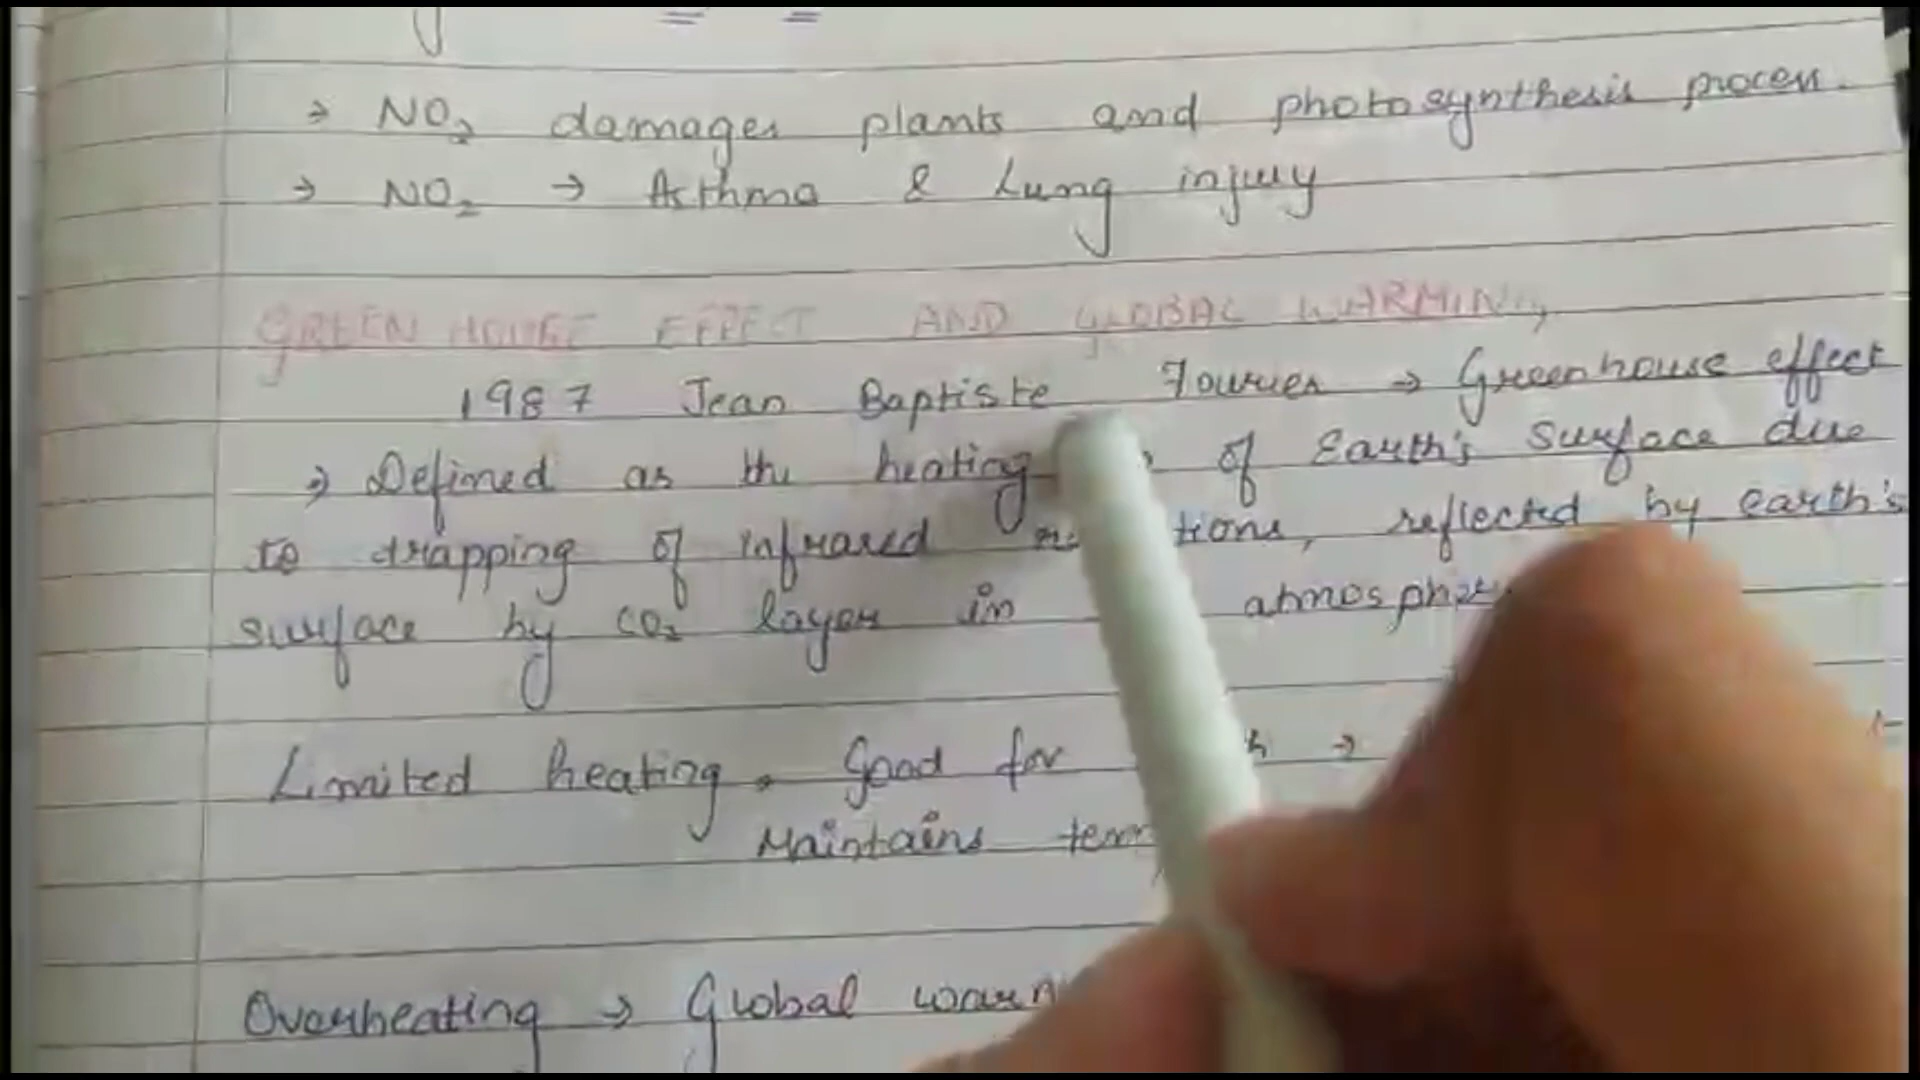 → NO2 damages plants and photosynthesis process.
→ NO2 → Asthma & Lung injury
GREEN HOUSE EFFECT AND GLOBAL WARMING
1987 Jean Baptiste Fourier → Greenhouse effect
→ Defined as the heating of Earth's surface due
to trapping of infrared reflected by earth's
surface by CO2 layer in atmosphere
Limited heating. Good for →
Maintains
Overheating → Global